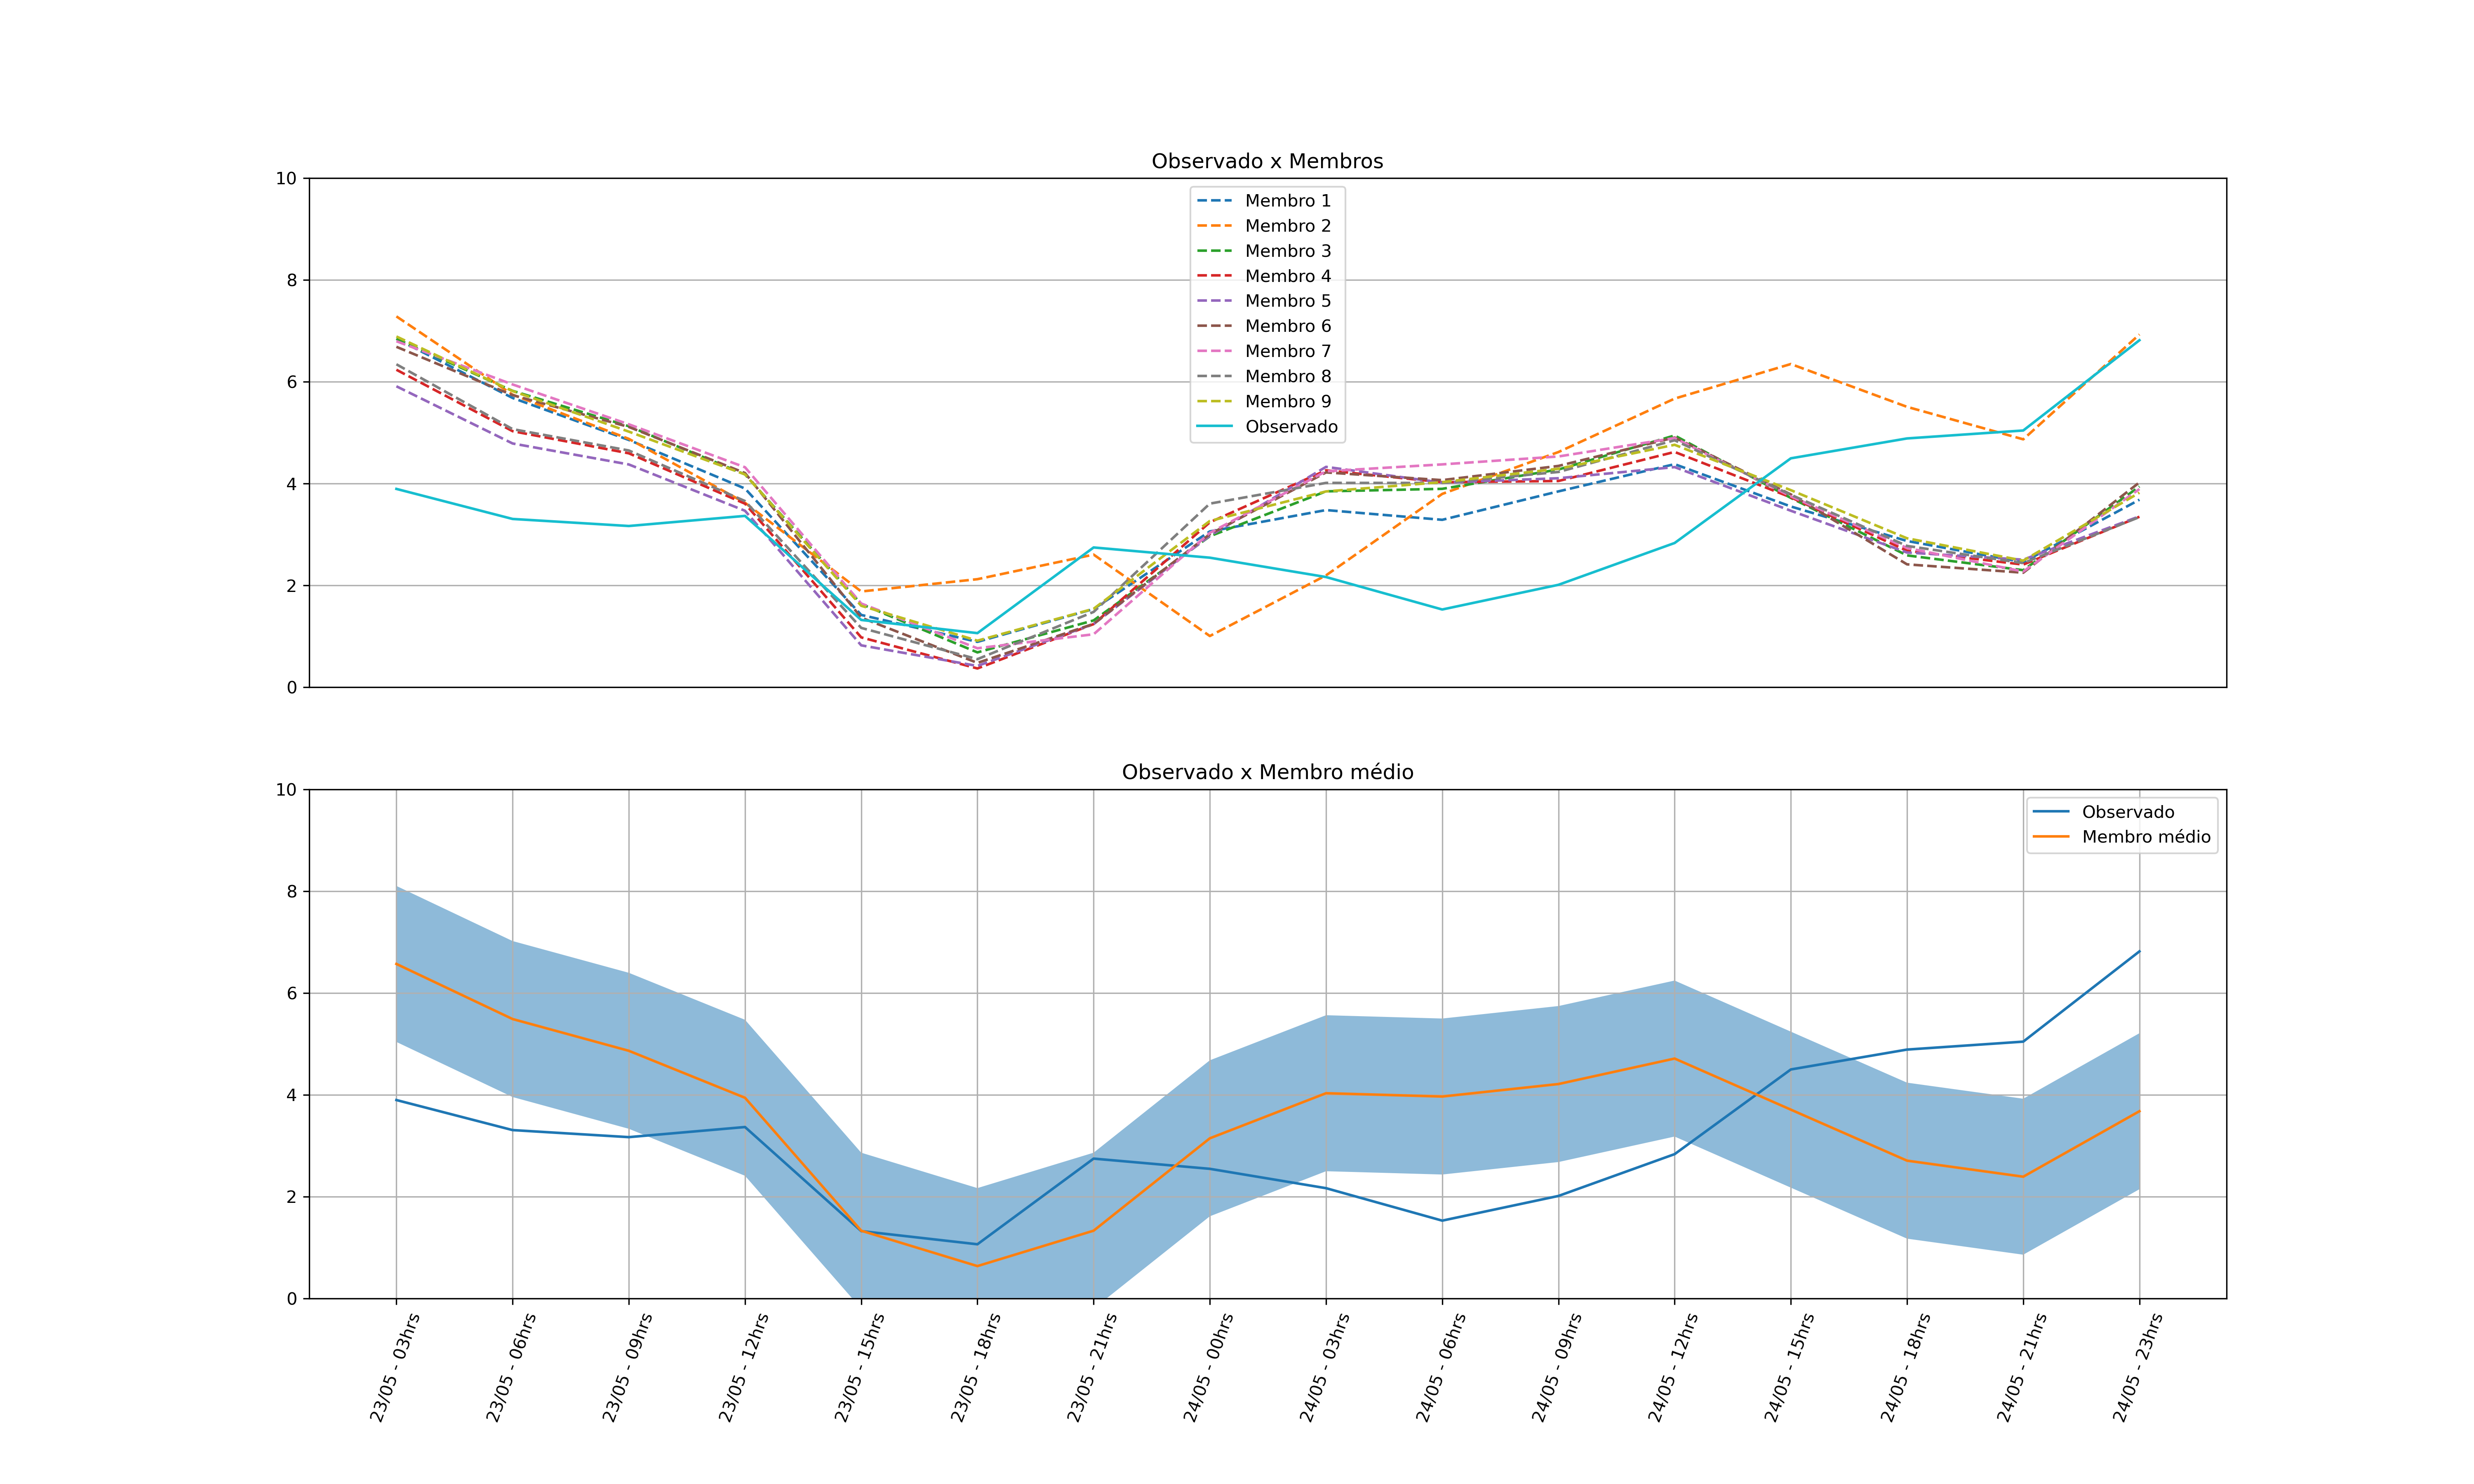 Observado x Membros
10
8
6
4
2
0
Membro 1
Membro 2
Membro 3
Membro 4
Membro 5
Membro 6
Membro 7
Membro 8
Membro 9
Observado
Observado x Membro médio
10
8
6
4
2
0
Observado
Membro médio
23/05 - 03hrs
23/05 - 06hrs
23/05 - 09hrs
23/05 - 12hrs
23/05 - 15hrs
23/05 - 18hrs
23/05 - 21hrs
24/05 - 00hrs
24/05 - 03hrs
24/05 - 06hrs
24/05 - 09hrs
24/05 - 12hrs
24/05 - 15hrs
24/05 - 18hrs
24/05 - 21hrs
24/05 - 23hrs